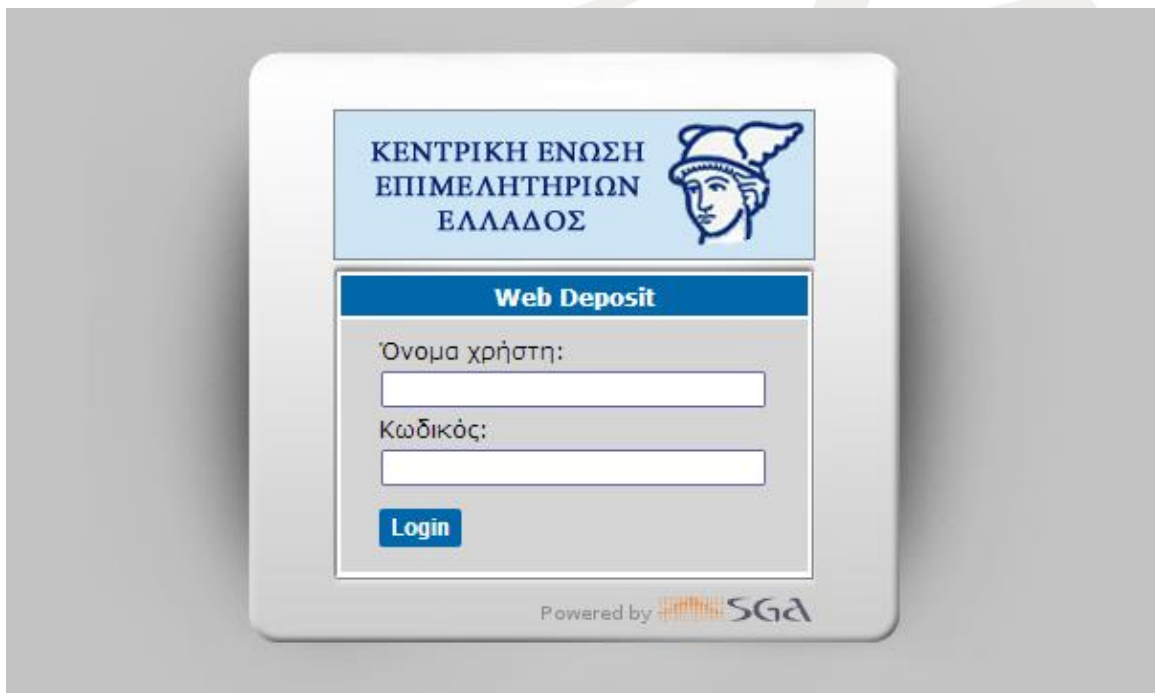 ΚΕΝΤΡΙΚΗ ΕΝΩΣΗ
ΕΠΙΜΕΛΗΤΗΡΙΩΝ
ΕΛΛΑΔΟΣ
Web Deposit
Όνομα χρήστη:
Κωδικός:
Login
Powered by SGA